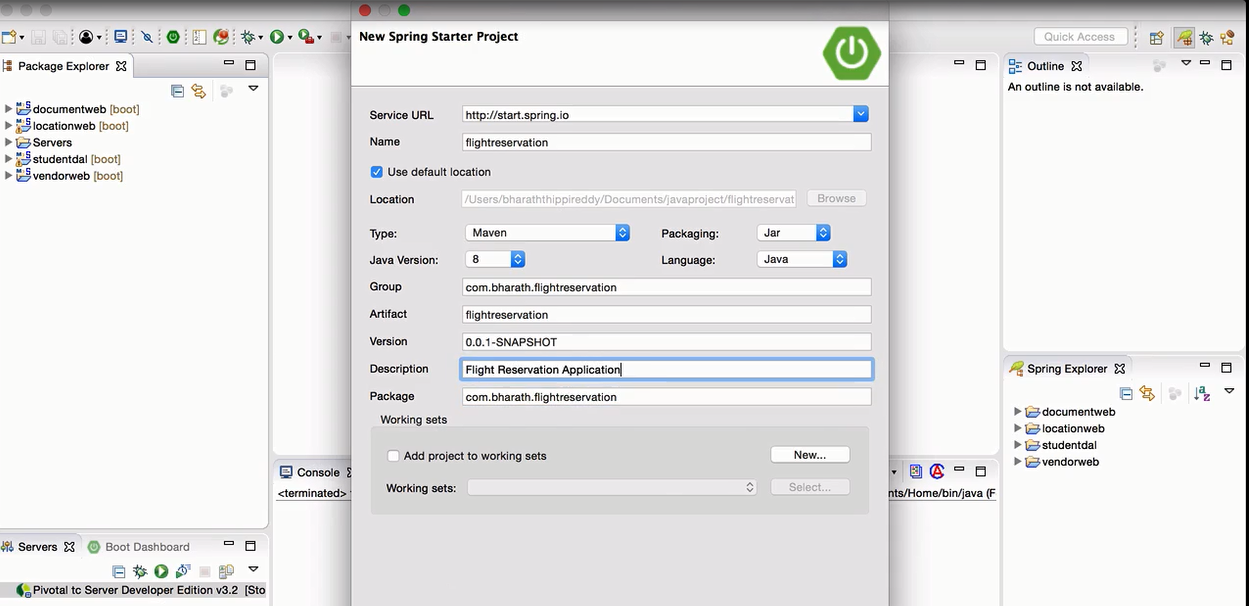 New Spring Starter Project
Quick Access
Package Explorer
documentweb [boot]
locationweb [boot]
Servers
studentdal [boot]
vendorweb [boot]
Service URL
http://start.spring.io
Name
flightreservation
Use default location
Location
/Users/bharaththippireddy/Documents/javaproject/flightreservat
Browse
Type:
Maven
Packaging:
Jar
Java Version:
8
Language:
Java
Group
com.bharath.flightreservation
Artifact
flightreservation
Version
0.0.1-SNAPSHOT
Description
Flight Reservation Application
Package
com.bharath.flightreservation
Working sets
Add project to working sets
New...
Working sets:
Select...
Outline
An outline is not available.
Spring Explorer
documentweb
locationweb
studentdal
vendorweb
Console
<terminated>
nts/Home/bin/java (F
Servers
Boot Dashboard
Pivotal tc Server Developer Edition v3.2 [Sto